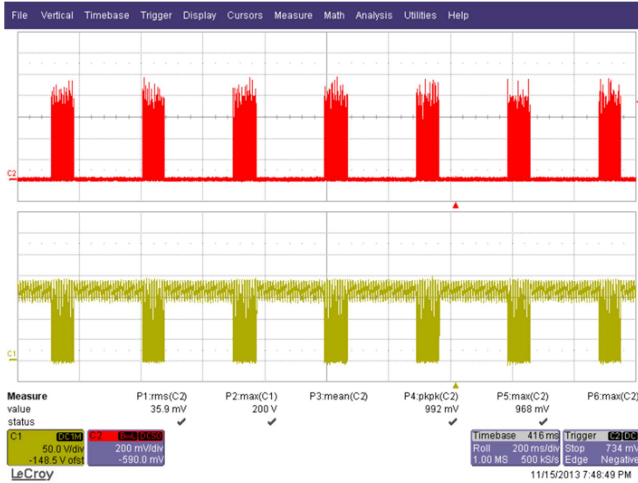 File Vertical Timebase Trigger Display Cursors Measure Math Analysis Utilities Help
C2
C1
Measure P1:rms(C2) P2:max(C1) P3:mean(C2) P4:pkpk(C2) P5:max(C2) P6:max(C2)
value 35.9 mV 200 V 992 mV 968 mV
status
C1 DC1M
50.0 V/div
-148.5 V ofst
C2 BwL DC50
200 mV/div
-590.0 mV
Timebase 416 ms
Roll 200 ms/div
1.00 MS 500 kS/s
Trigger C2 DC
Stop 734 mV
Edge Negative
LeCroy
11/15/2013 7:48:49 PM